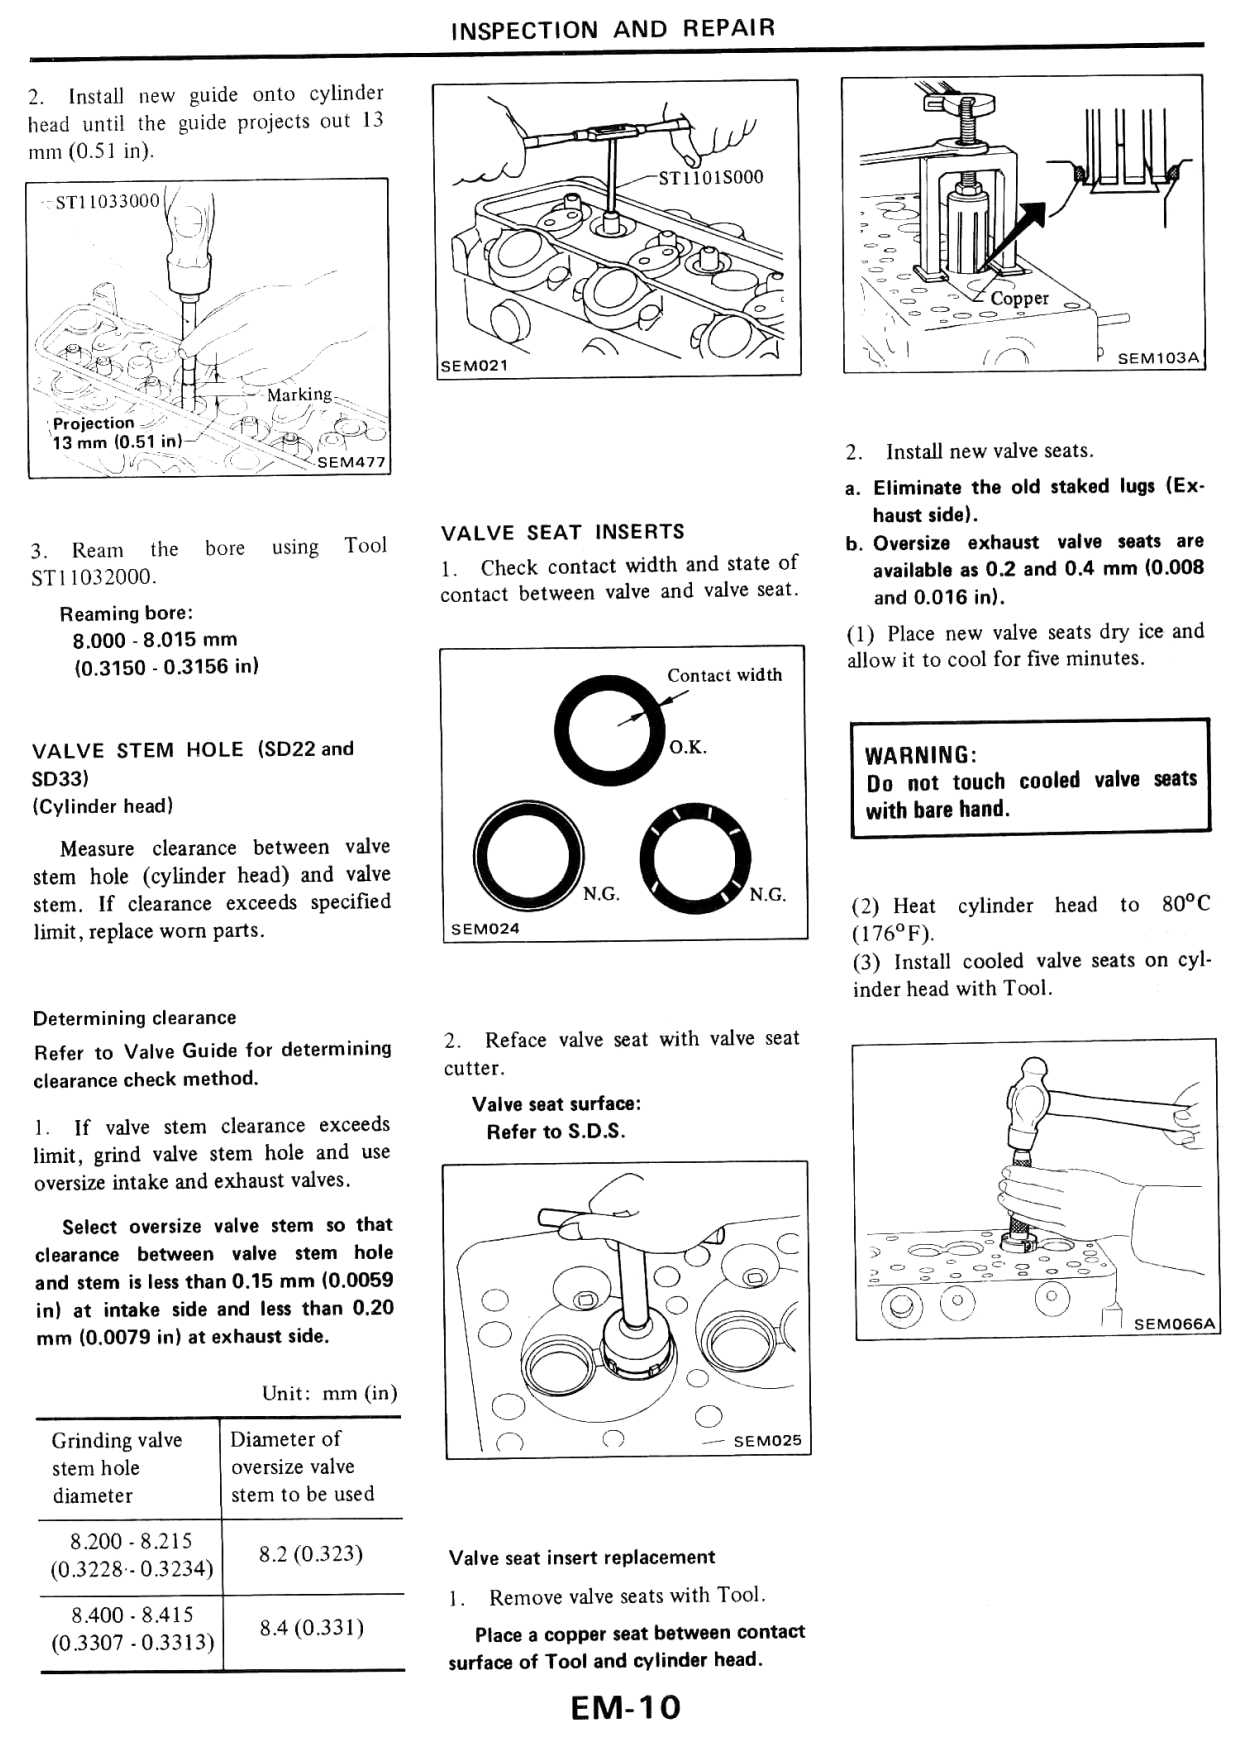 INSPECTION AND REPAIR
2. Install new guide onto cylinder
head until the guide projects out 13
mm (0.51 in).
ST11033000
Marking
Projection
13 mm (0.51 in)
SEM477
3. Ream the bore using Tool
ST11032000.
Reaming bore:
8.000 - 8.015 mm
(0.3150 - 0.3156 in)
VALVE STEM HOLE (SD22 and
SD33)
(Cylinder head)
Measure clearance between valve
stem hole (cylinder head) and valve
stem. If clearance exceeds specified
limit, replace worn parts.
Determining clearance
Refer to Valve Guide for determining
clearance check method.
1. If valve stem clearance exceeds
limit, grind valve stem hole and use
oversize intake and exhaust valves.
Select oversize valve stem so that
clearance between valve stem hole
and stem is less than 0.15 mm (0.0059
in) at intake side and less than 0.20
mm (0.0079 in) at exhaust side.
Unit: mm (in)
Grinding valve
stem hole
diameter
Diameter of
oversize valve
stem to be used
8.200 - 8.215
(0.3228 - 0.3234)
8.2 (0.323)
8.400 - 8.415
(0.3307 - 0.3313)
8.4 (0.331)
ST1101S000
SEM021
VALVE SEAT INSERTS
1. Check contact width and state of
contact between valve and valve seat.
Contact width
O.K.
N.G.
N.G.
SEM024
2. Reface valve seat with valve seat
cutter.
Valve seat surface:
Refer to S.D.S.
SEM025
Valve seat insert replacement
1. Remove valve seats with Tool.
Place a copper seat between contact
surface of Tool and cylinder head.
Copper
SEM103A
2. Install new valve seats.
a. Eliminate the old staked lugs (Ex-
haust side).
b. Oversize exhaust valve seats are
available as 0.2 and 0.4 mm (0.008
and 0.016 in).
(1) Place new valve seats dry ice and
allow it to cool for five minutes.
WARNING:
Do not touch cooled valve seats
with bare hand.
(2) Heat cylinder head to 80°C
(176°F).
(3) Install cooled valve seats on cyl-
inder head with Tool.
SEM066A
EM-10